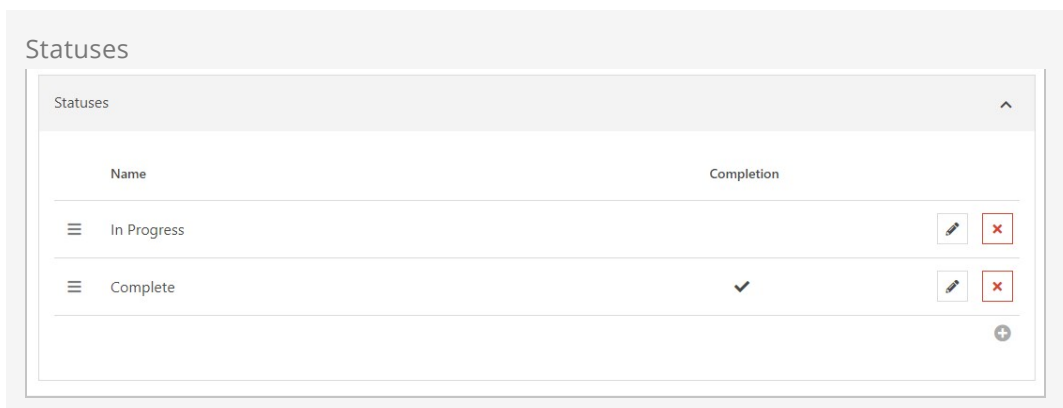 Statuses
Statuses
Name Completion
In Progress
Complete